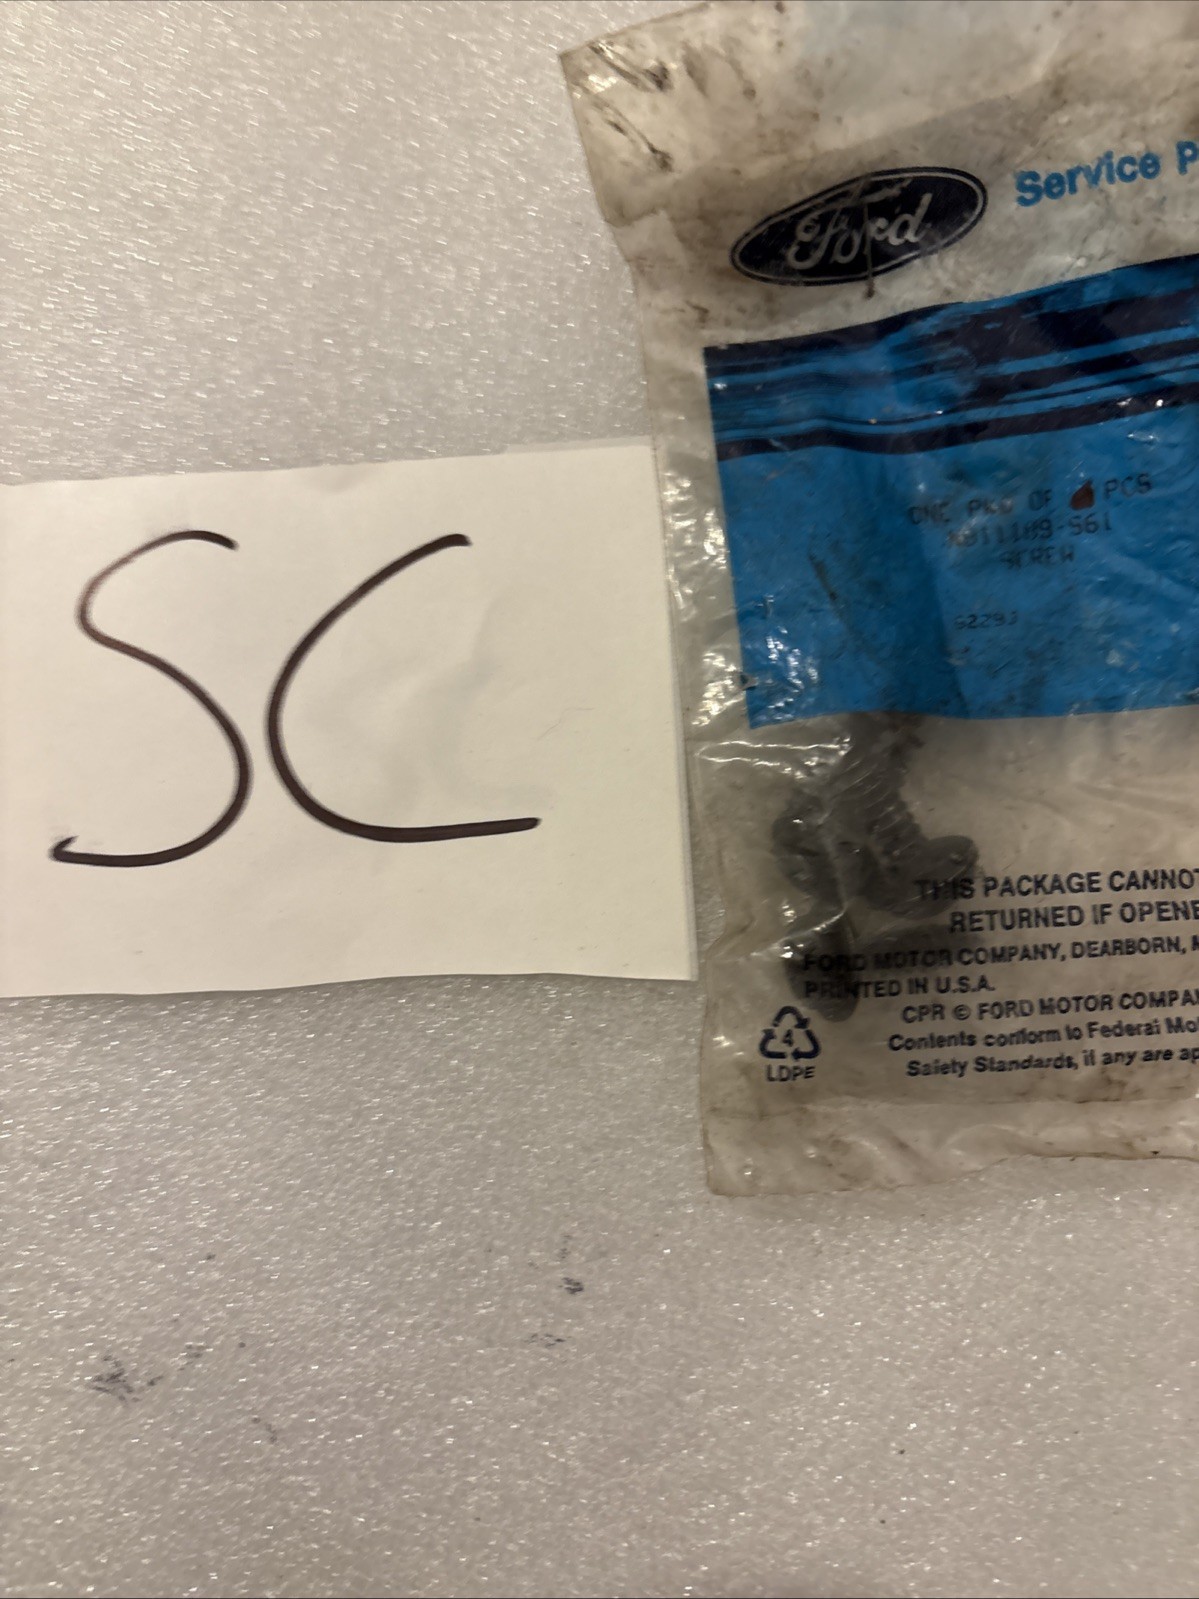 SC
Ford
Service P
ONE PKG OF PCS
SCREW
THIS PACKAGE CANNOT
RETURNED IF OPENE
FORD MOTOR COMPANY, DEARBORN, M
PRINTED IN U.S.A.
CPR © FORD MOTOR COMPA
Contents conform to Federal Mo
Safety Standards, if any are ap
4
LDPE